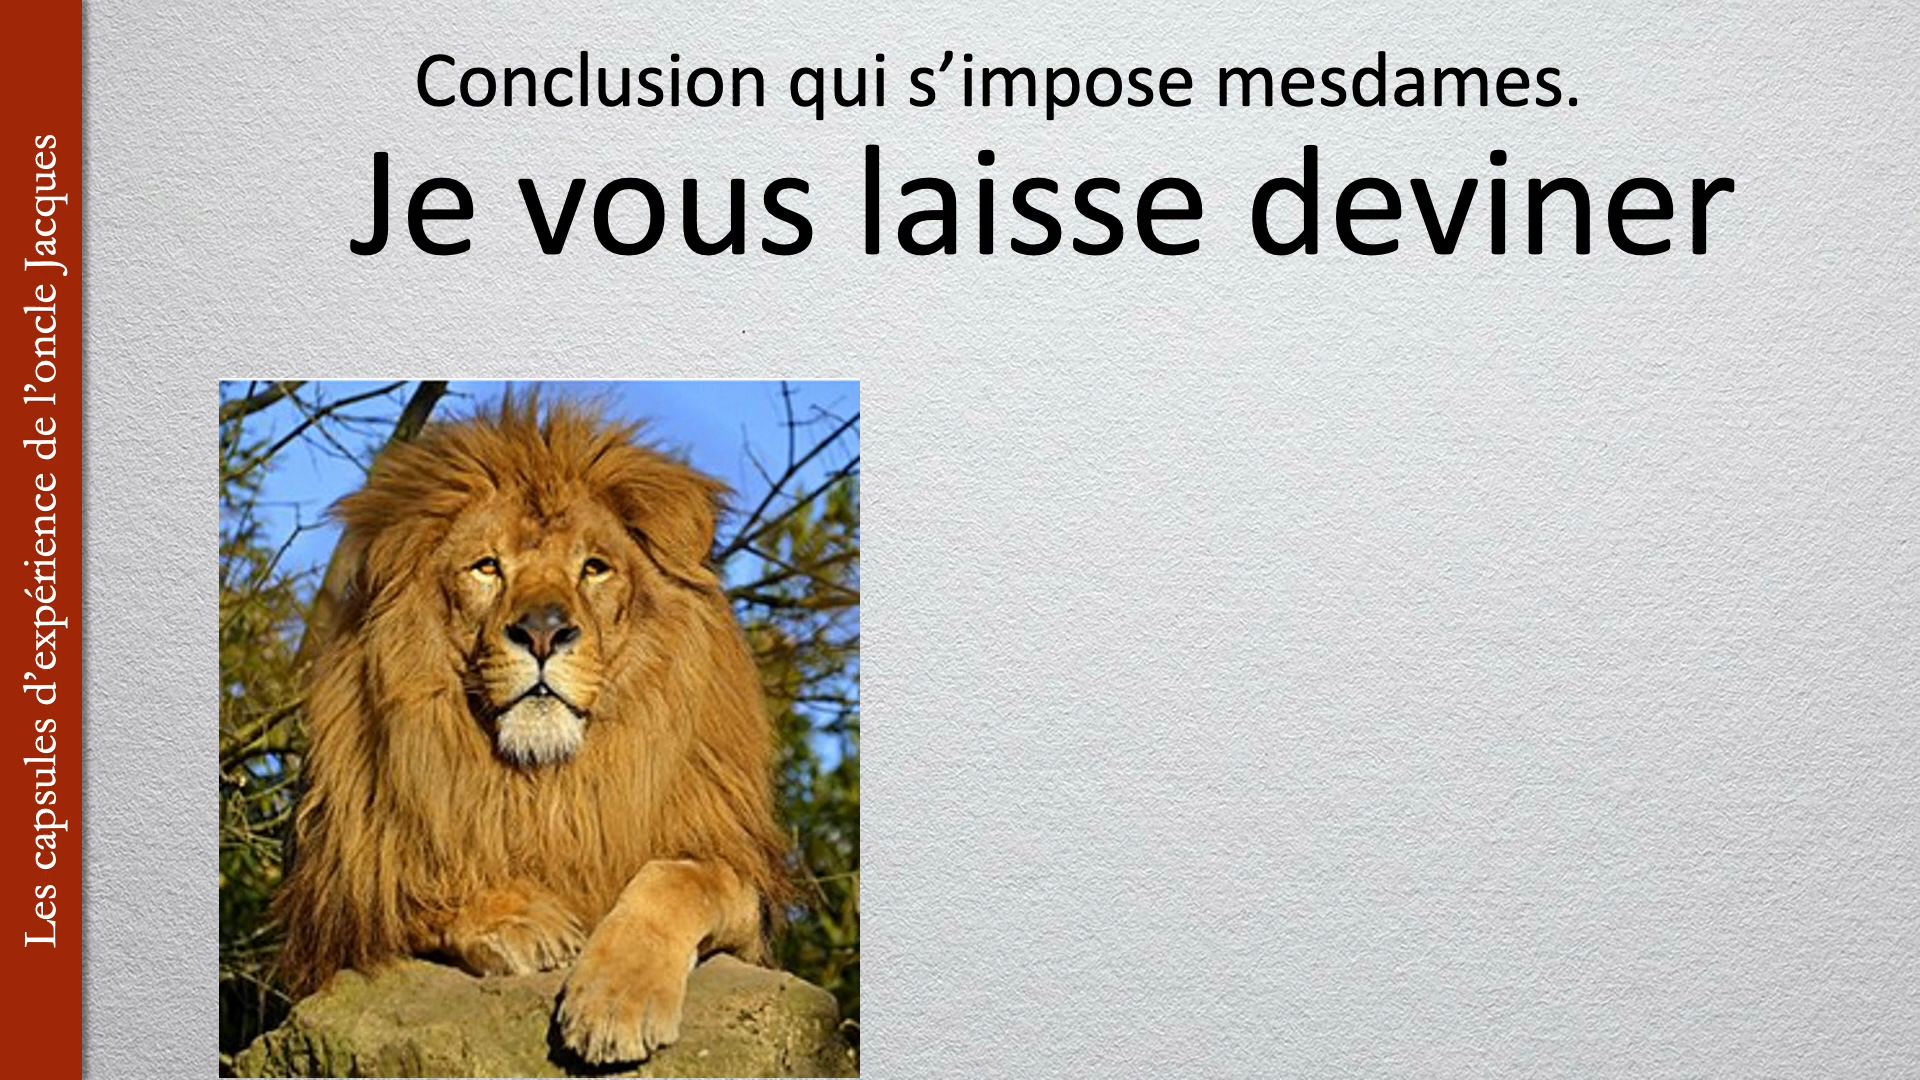 Conclusion qui s’impose mesdames.
Je vous laisse deviner
Les capsules d’expérience de l’oncle Jacques